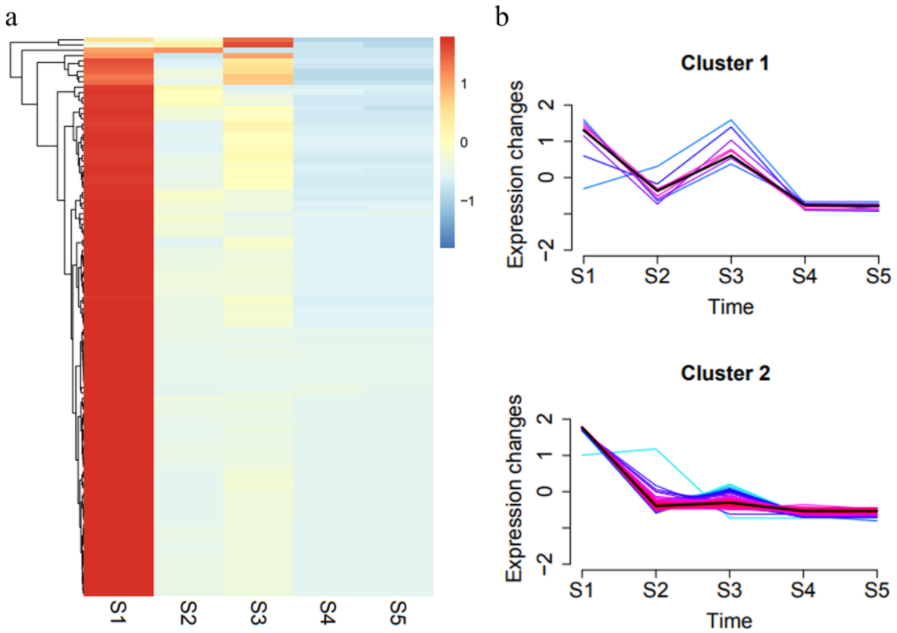 a
1
0
−1
S1 S2 S3 S4 S5
b
Cluster 1
Expression changes
2
1
0
−2
S1 S2 S3 S4 S5
Time
Cluster 2
Expression changes
2
1
0
−2
S1 S2 S3 S4 S5
Time